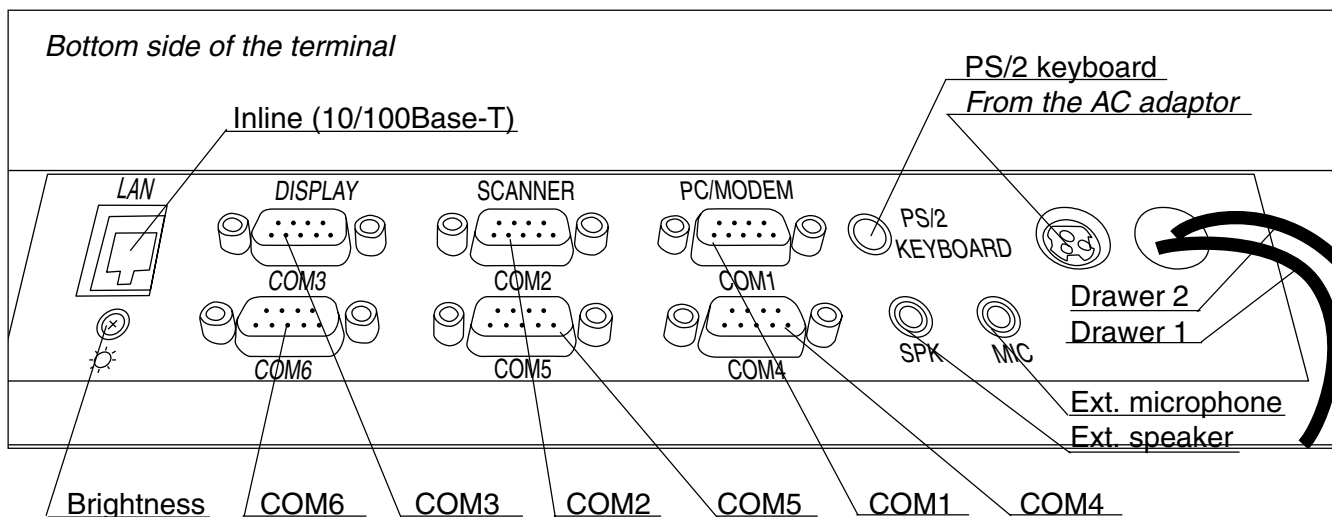 Bottom side of the terminal
PS/2 keyboard
From the AC adaptor
Inline (10/100Base-T)
LAN
DISPLAY
SCANNER
PC/MODEM
PS/2
KEYBOARD
COM3
COM2
COM1
Drawer 2
Drawer 1
SPK
MIC
COM6
COM5
COM4
Ext. microphone
Ext. speaker
Brightness
COM6
COM3
COM2
COM5
COM1
COM4